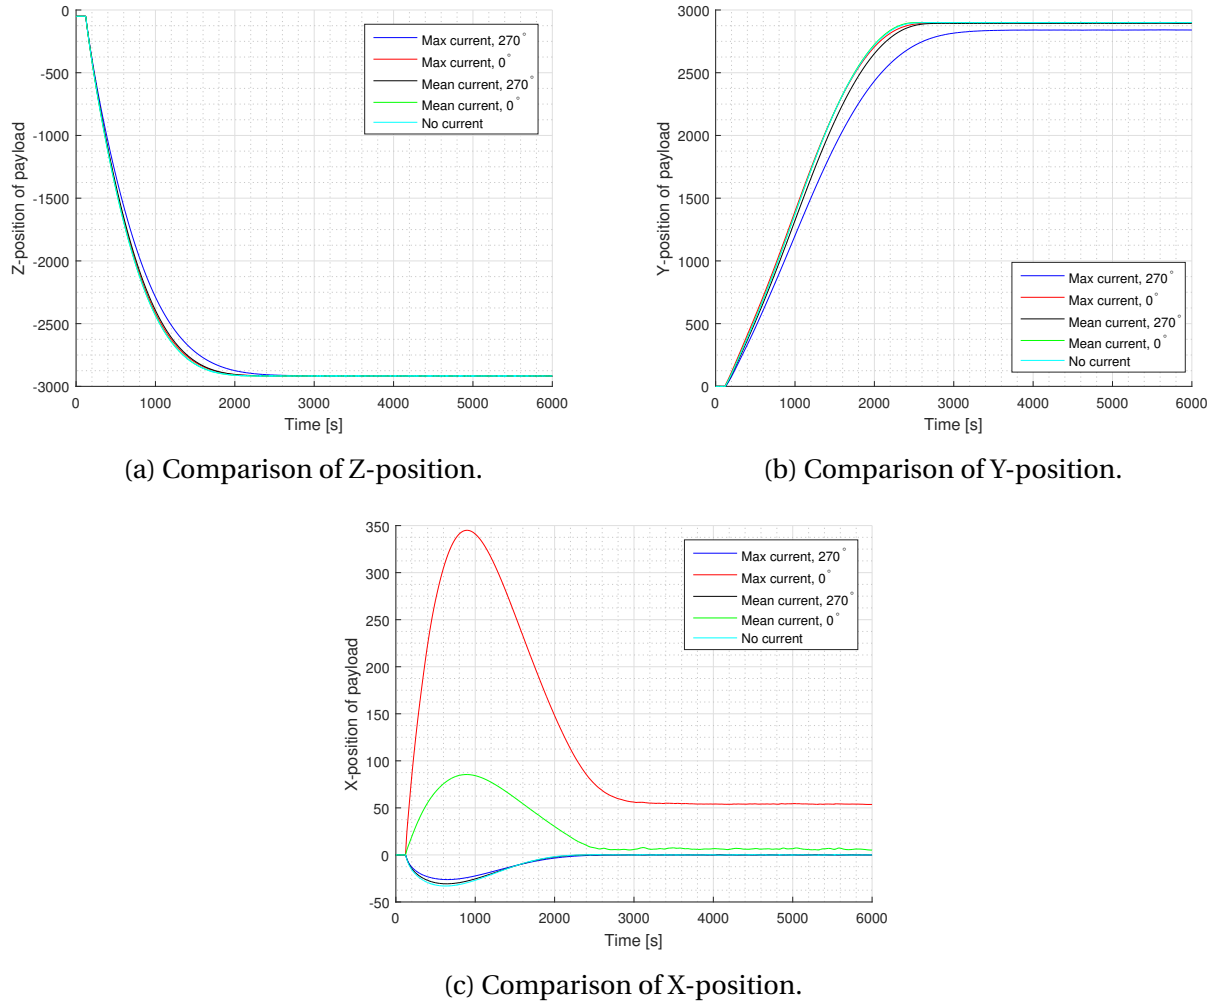 0
-500
-1000
-1500
-2000
-2500
-3000
Z-position of payload
0 1000 2000 3000 4000 5000 6000
Time [s]
Max current, 270°
Max current, 0°
Mean current, 270°
Mean current, 0°
No current
(a) Comparison of Z-position.
3000
2500
2000
1500
1000
500
0
Y-position of payload
0 1000 2000 3000 4000 5000 6000
Time [s]
Max current, 270°
Max current, 0°
Mean current, 270°
Mean current, 0°
No current
(b) Comparison of Y-position.
350
300
250
200
150
100
50
0
-50
X-position of payload
0 1000 2000 3000 4000 5000 6000
Time [s]
Max current, 270°
Max current, 0°
Mean current, 270°
Mean current, 0°
No current
(c) Comparison of X-position.